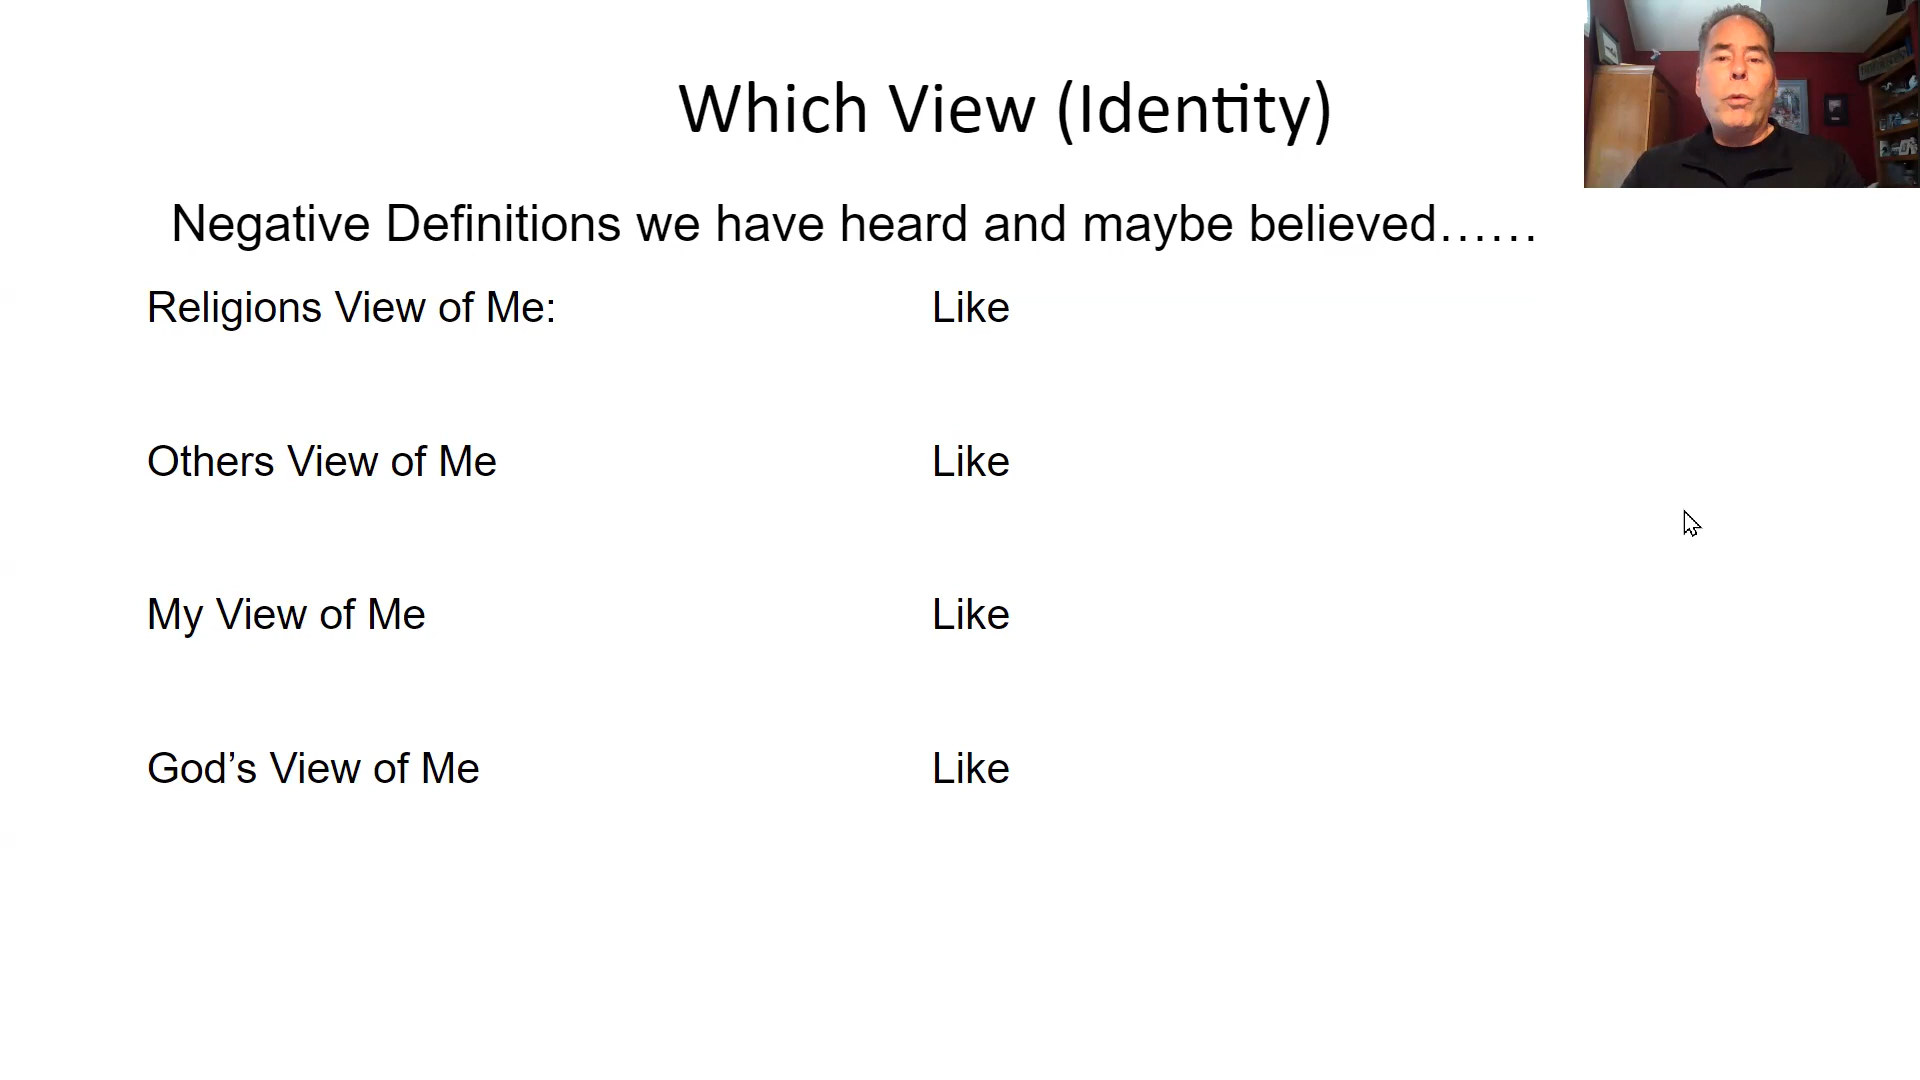 Which View (Identity)
Negative Definitions we have heard and maybe believed……
Religions View of Me: Like
Others View of Me Like
My View of Me Like
God’s View of Me Like